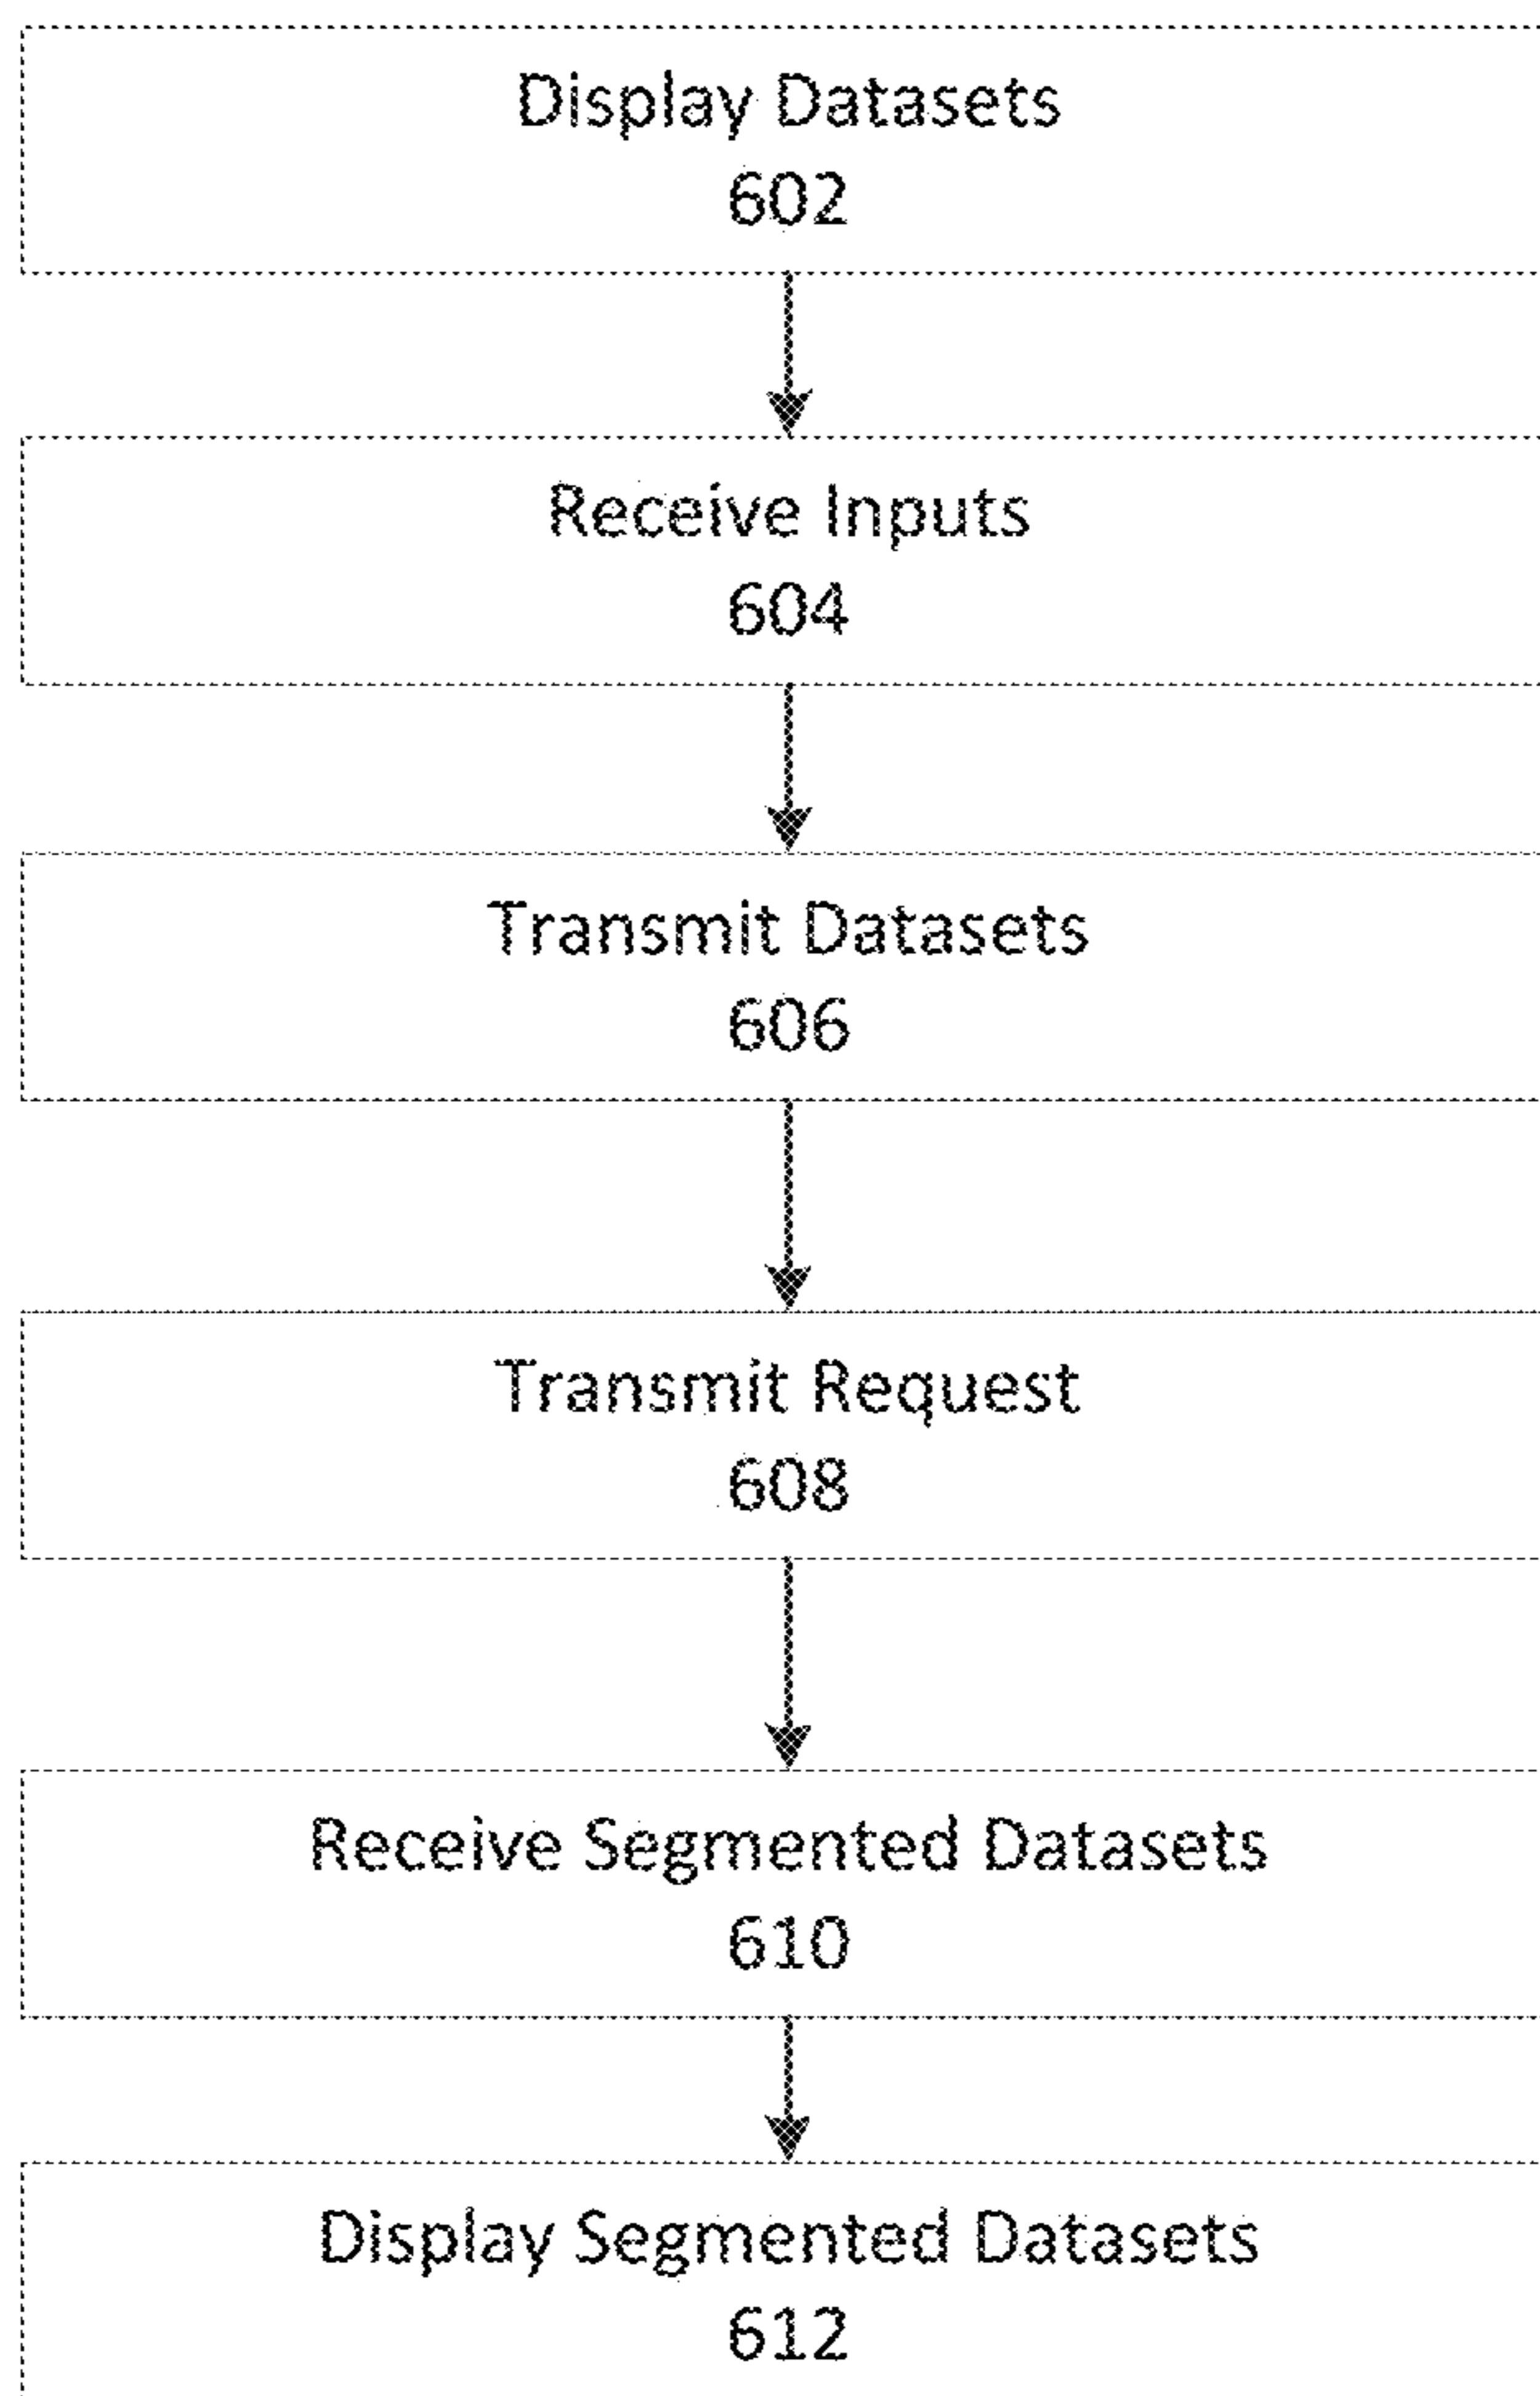 Display Datasets
602
Receive Inputs
604
Transmit Datasets
606
Transmit Request
608
Receive Segmented Datasets
610
Display Segmented Datasets
612